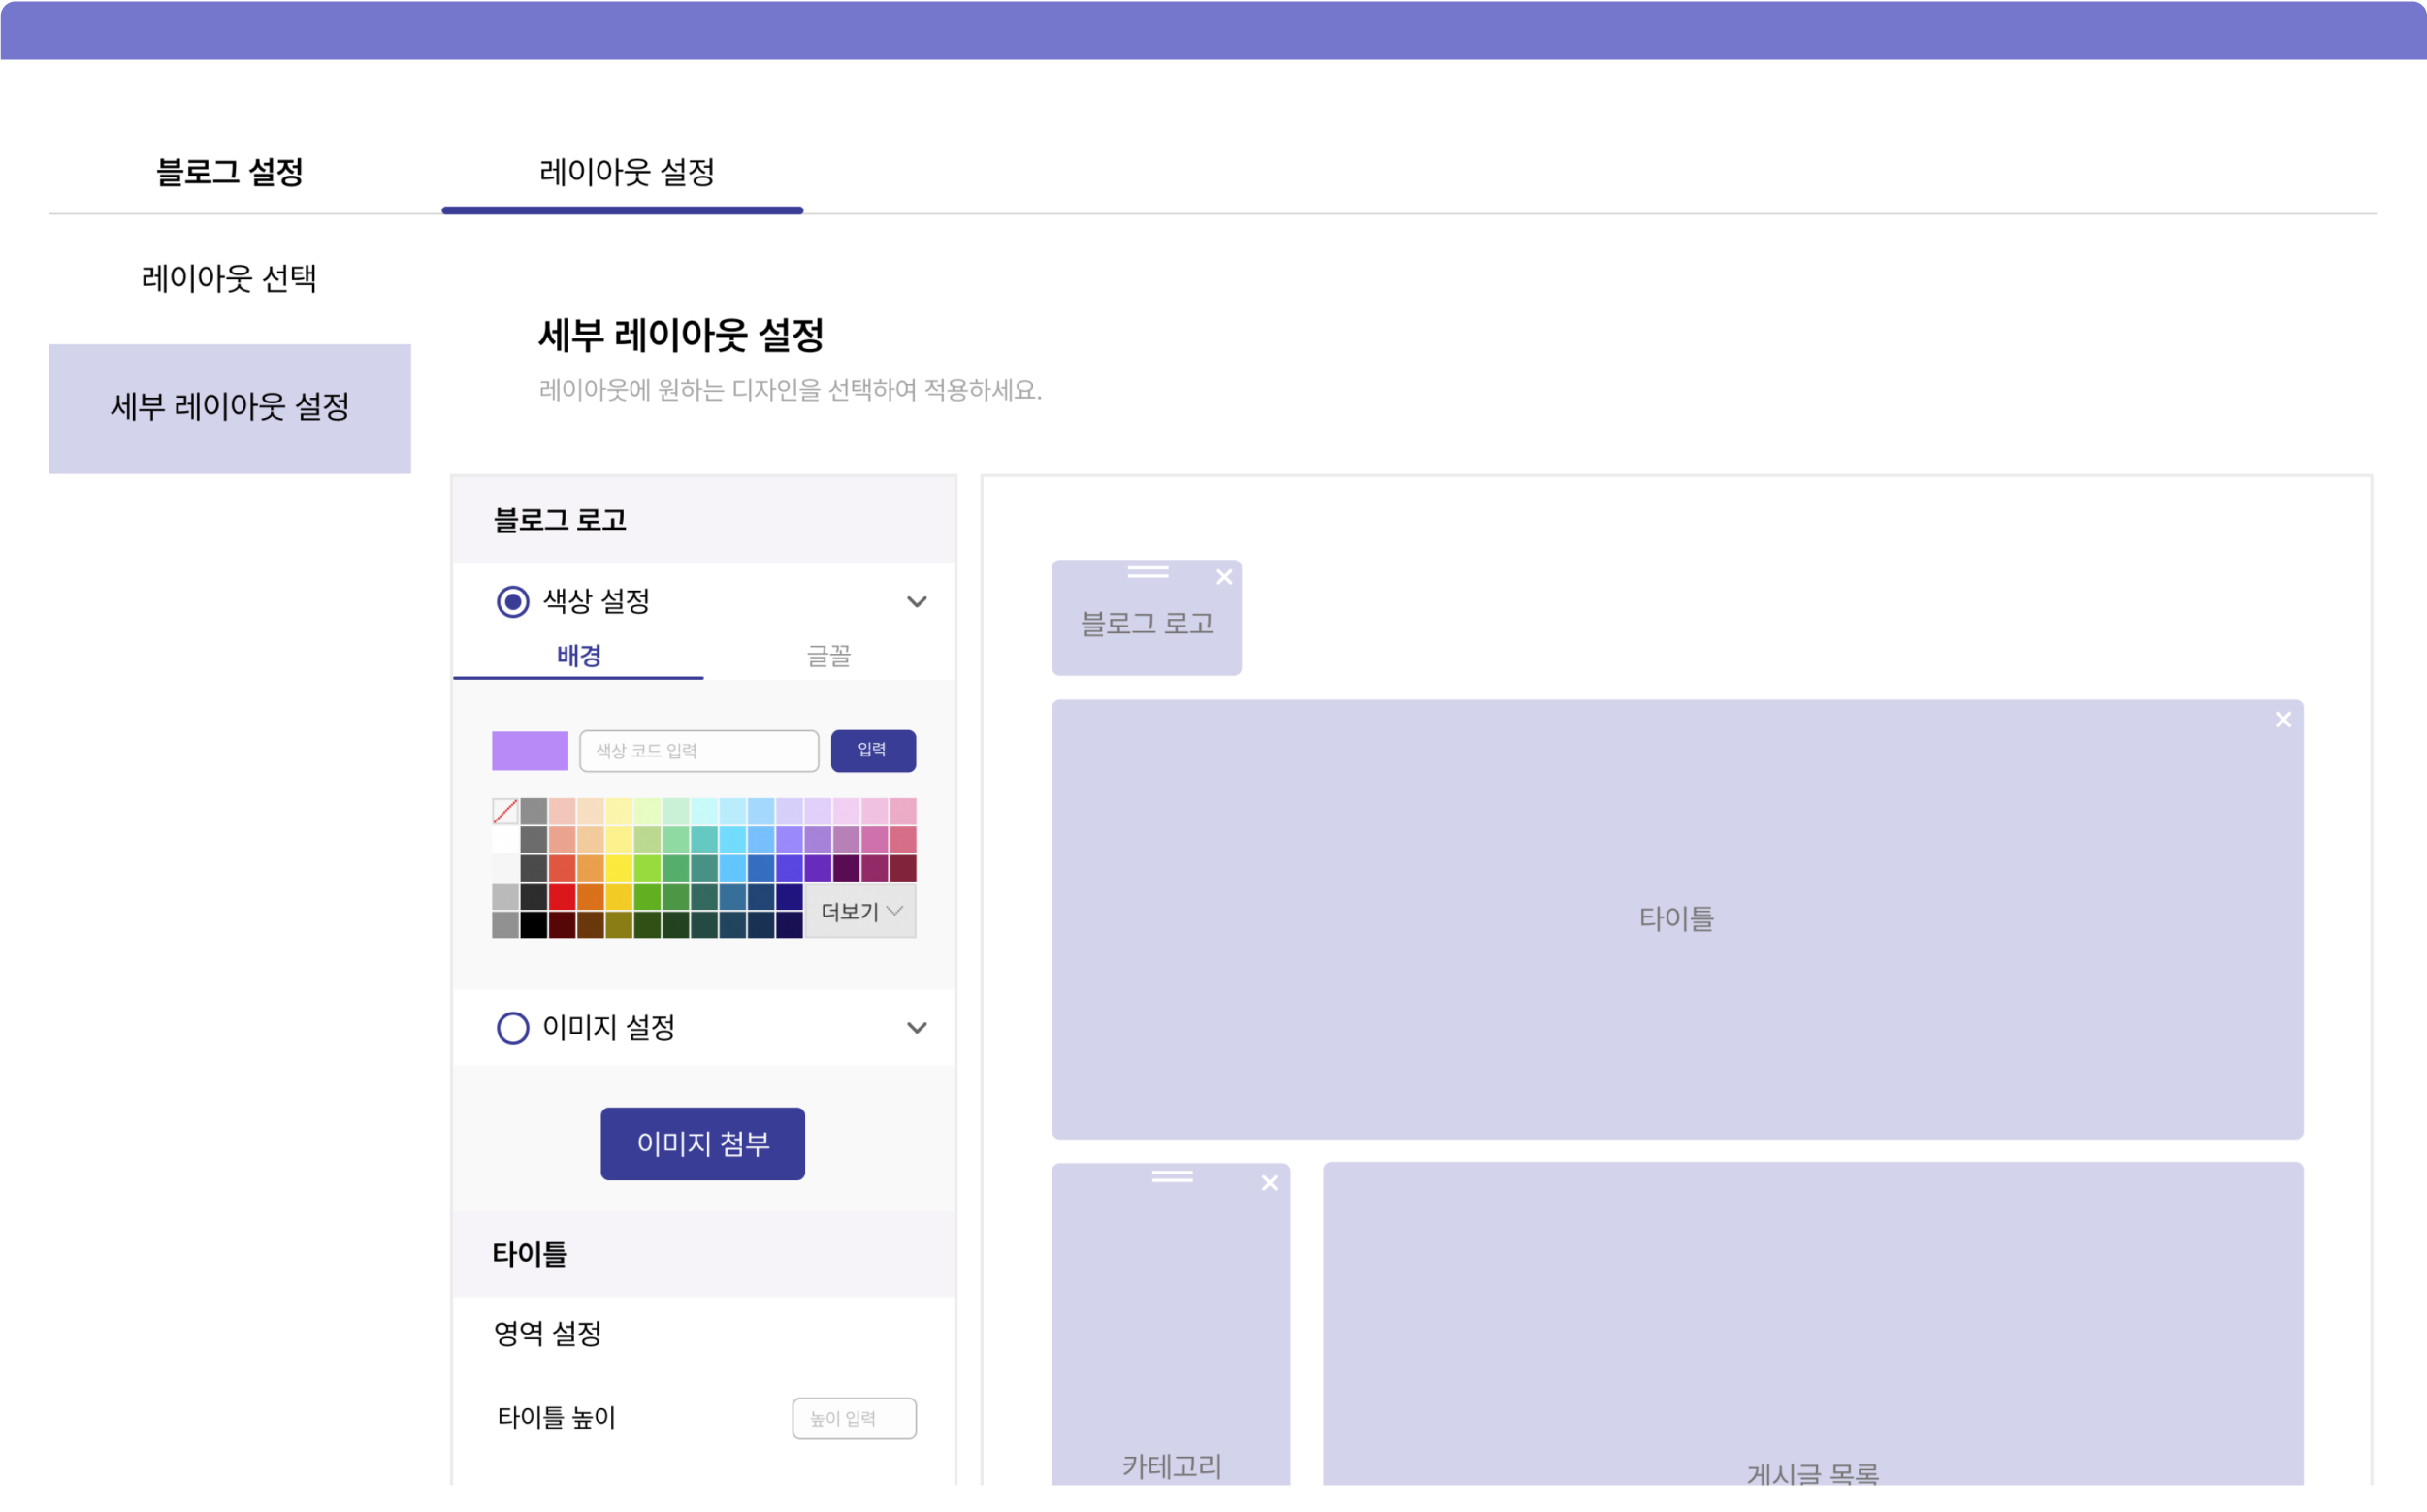 블로그 설정
레이아웃 설정
레이아웃 선택
세부 레이아웃 설정
세부 레이아웃 설정
레이아웃에 원하는 디자인을 선택하여 적용하세요.
블로그 로고
색상 설정
배경
글꼴
색상 코드 입력
입력
더보기
이미지 설정
이미지 첨부
타이틀
영역 설정
타이틀 높이
높이 입력
블로그 로고
타이틀
카테고리
게시글 목록